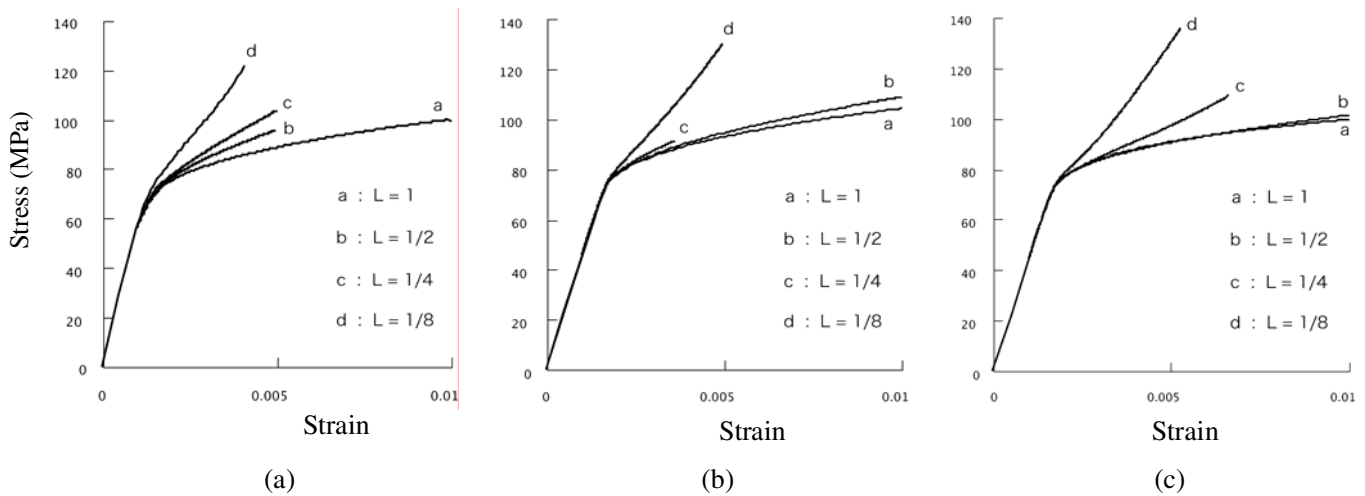 Stress (MPa)
140
120
100
80
60
40
20
0
0
0.005
0.01
d
c
b
a
a : L = 1
b : L = 1/2
c : L = 1/4
d : L = 1/8
Strain
(a)
140
120
100
80
60
40
20
0
0
0.005
0.01
d
b
a
c
a : L = 1
b : L = 1/2
c : L = 1/4
d : L = 1/8
Strain
(b)
140
120
100
80
60
40
20
0
0
0.005
0.01
d
c
b
a
a : L = 1
b : L = 1/2
c : L = 1/4
d : L = 1/8
Strain
(c)